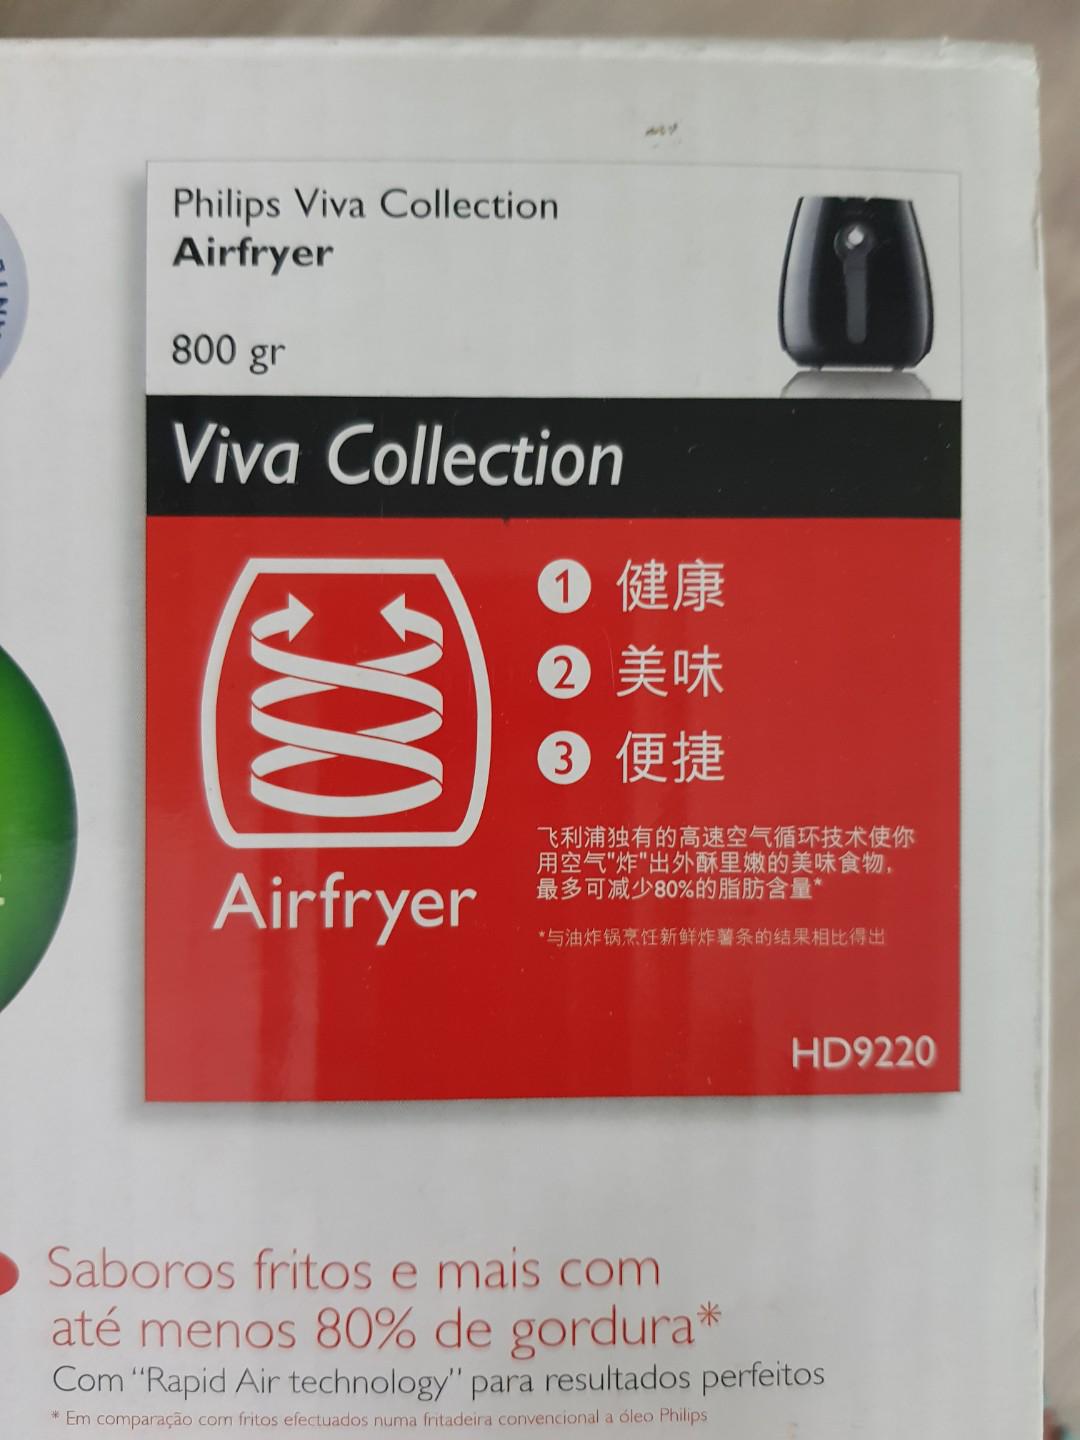 Philips Viva Collection
Airfryer
800 gr
Viva Collection
1 健康
2 美味
3 便捷
飞利浦独有的高速空气循环技术使你
用空气"炸"出外酥里嫩的美味食物，
最多可减少80%的脂肪含量*
*与油炸锅烹饪新鲜炸薯条的结果相比得出
Airfryer
HD9220
Saboros fritos e mais com
até menos 80% de gordura*
Com “Rapid Air technology” para resultados perfeitos
* Em comparação com fritos efectuados numa fritadeira convencional a óleo Philips